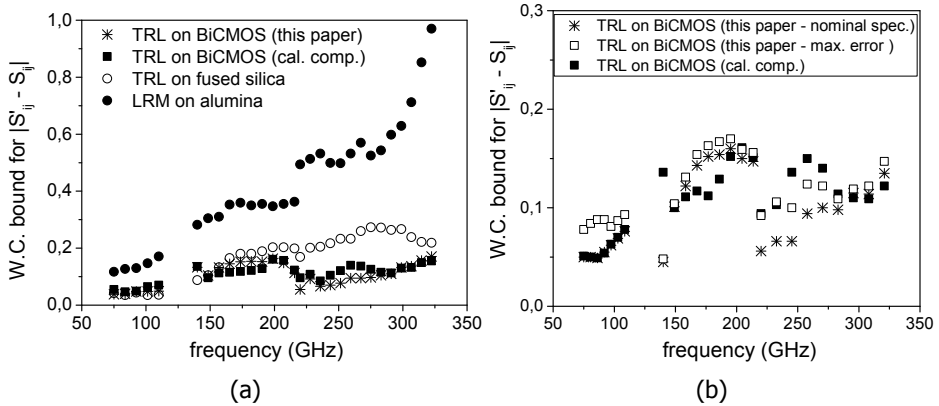 1,0
0,8
0,6
0,4
0,2
0,0
W.C. bound for |S'ij - Sij|
TRL on BiCMOS (this paper)
TRL on BiCMOS (cal. comp.)
TRL on fused silica
LRM on alumina
50 100 150 200 250 300 350
frequency (GHz)
(a)
0,3
0,2
0,1
0,0
W.C. bound for |S'ij - Sij|
TRL on BiCMOS (this paper - nominal spec.)
TRL on BiCMOS (this paper - max. error )
TRL on BiCMOS (cal. comp.)
50 100 150 200 250 300 350
frequency (GHz)
(b)